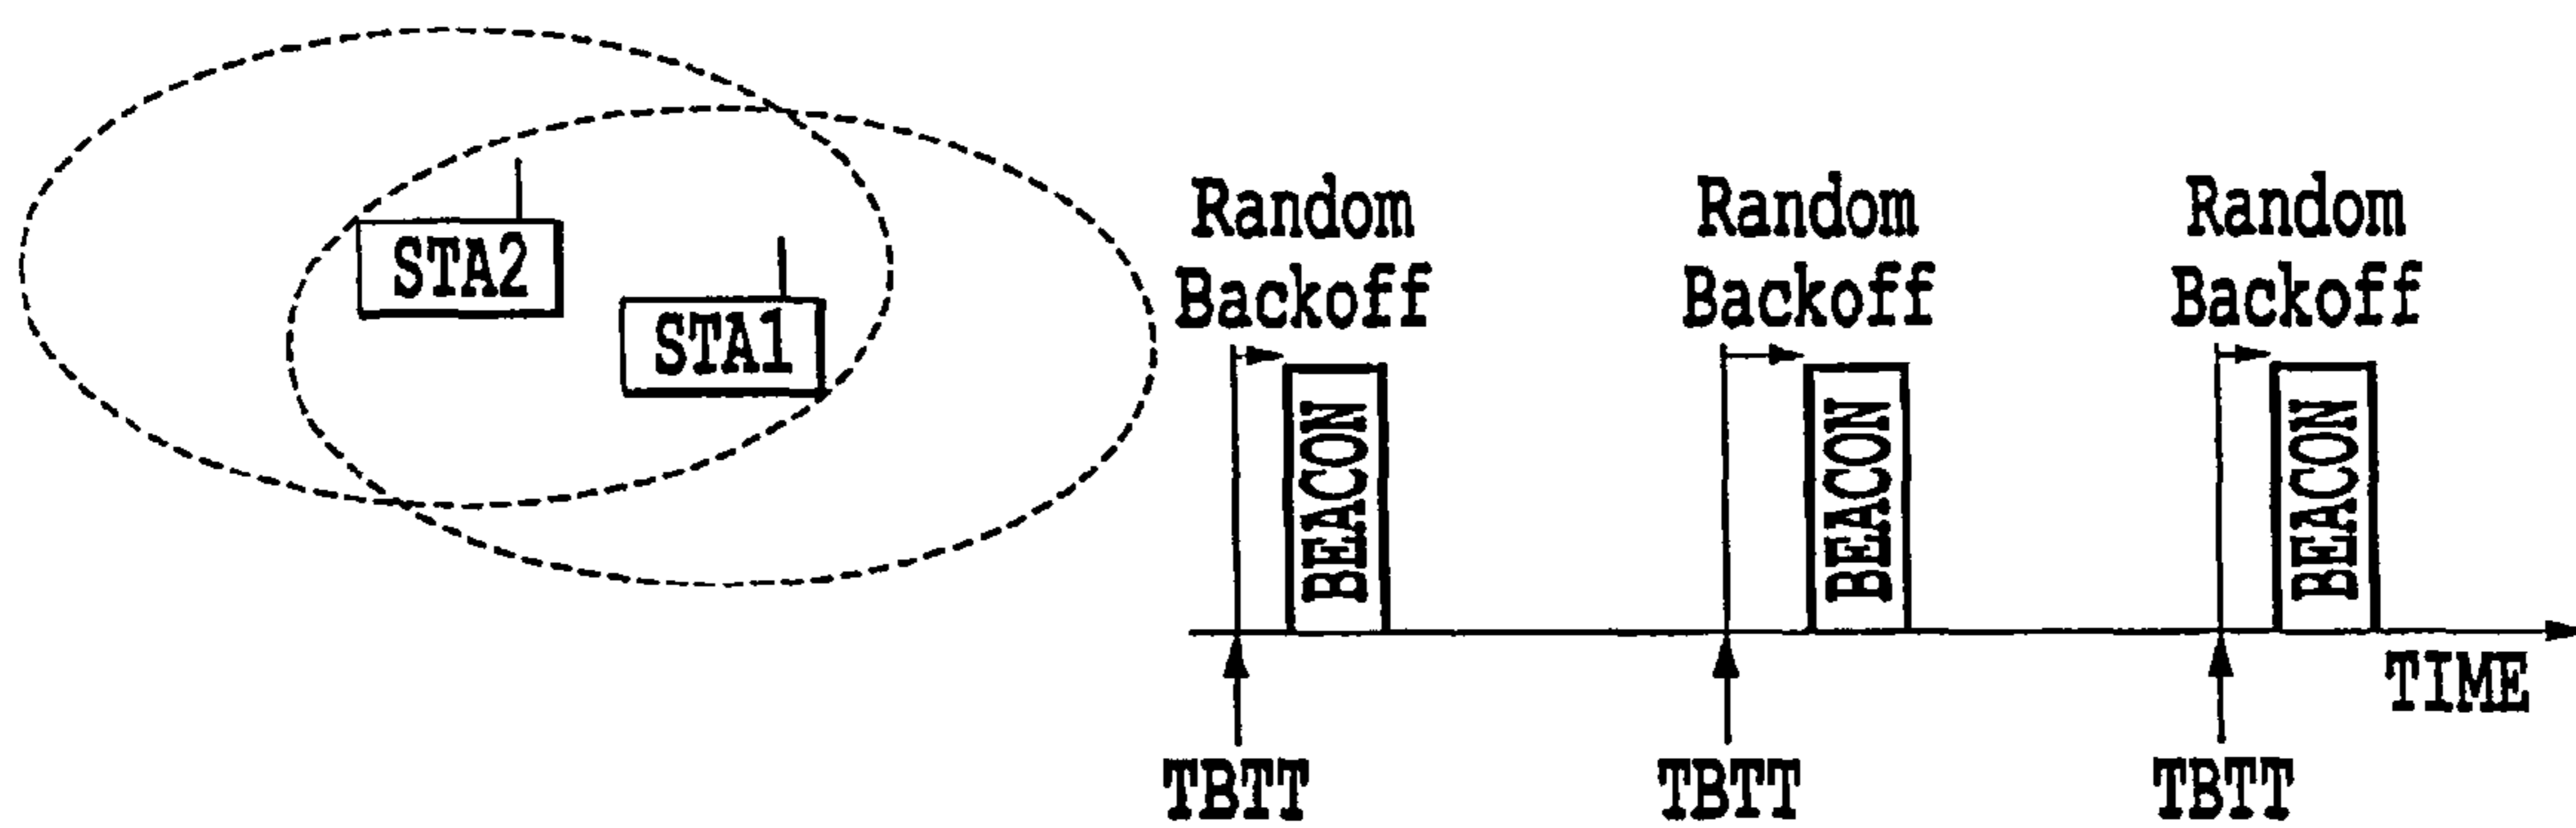 STA2
STA1
Random
Backoff
Random
Backoff
Random
Backoff
BEACON
BEACON
BEACON
TIME
TBTT
TBTT
TBTT